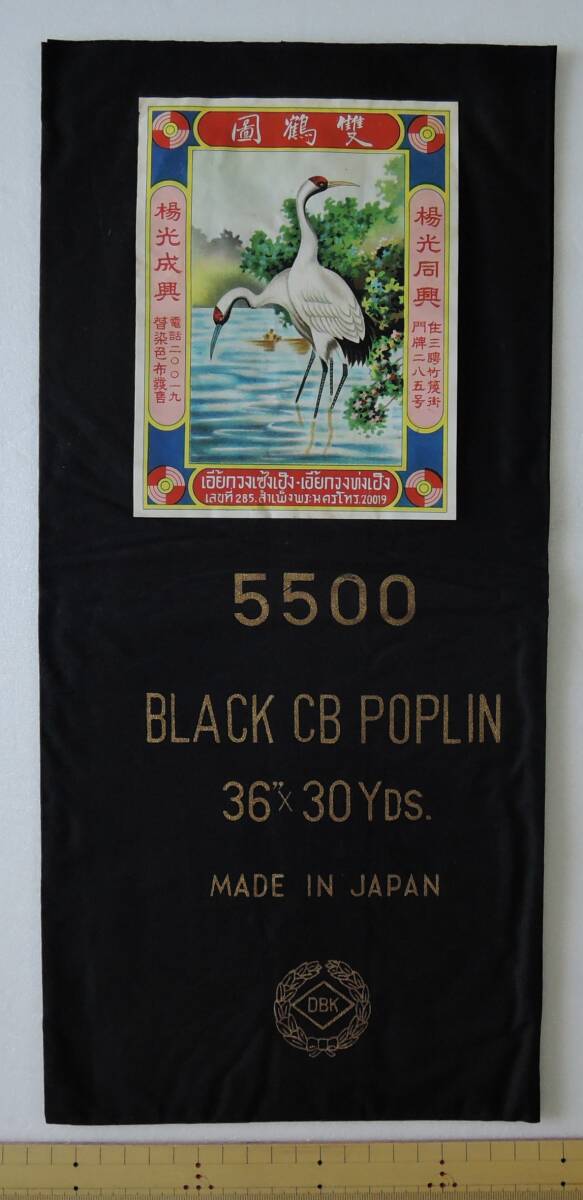 雙鶴圖
楊光同興
住三聘竹筏街
門牌二八五号
楊光成興
電話二〇〇一九
營染色布發售
เอี้ยกวงเซ้งเฮง·เอี้ยกวงท่งเฮง
เลขที่ 285. สำเพ็งพระนครโทร. 20019
5500
BLACK CB POPLIN
36"x 30YDS.
MADE IN JAPAN
DBK